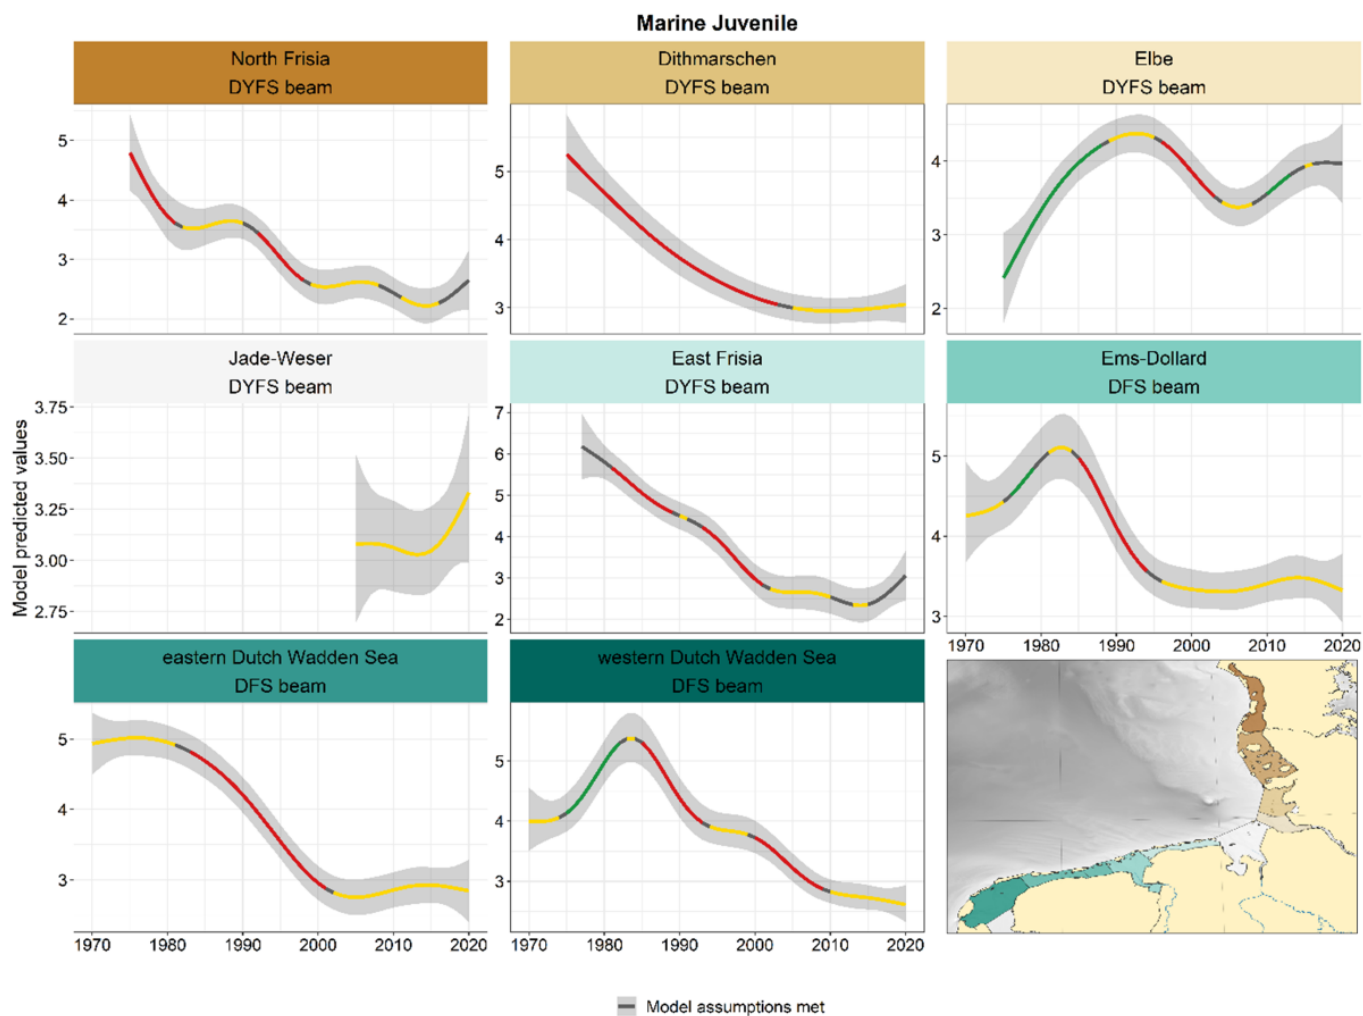 Marine Juvenile
North Frisia
DYFS beam
Dithmarschen
DYFS beam
Elbe
DYFS beam
5
4
3
2
5
4
3
4
3
2
Jade-Weser
DYFS beam
East Frisia
DYFS beam
Ems-Dollard
DFS beam
Model predicted values
3.75
3.50
3.25
3.00
2.75
7
6
5
4
3
2
5
4
3
1970 1980 1990 2000 2010 2020
eastern Dutch Wadden Sea
DFS beam
western Dutch Wadden Sea
DFS beam
5
4
3
1970 1980 1990 2000 2010 2020
5
4
3
1970 1980 1990 2000 2010 2020
Model assumptions met